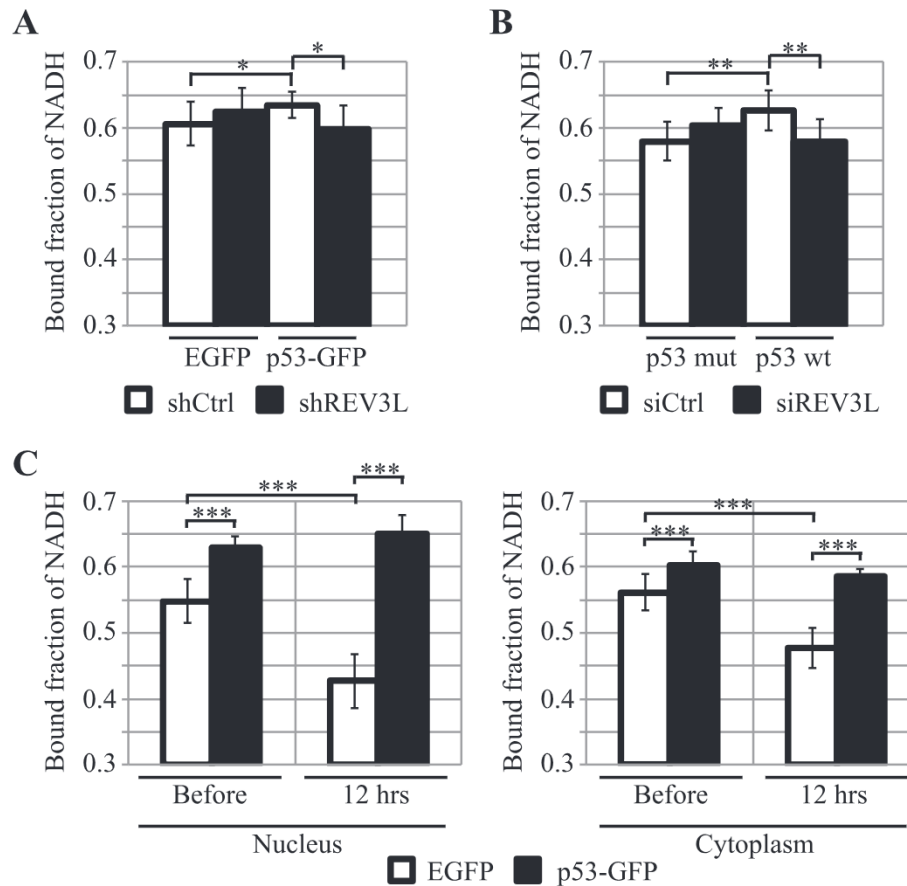 A
B
Bound fraction of NADH
0.7
0.6
0.5
0.4
0.3
*
*
EGFP p53-GFP
shCtrl shREV3L
Bound fraction of NADH
0.7
0.6
0.5
0.4
0.3
**
**
p53 mut p53 wt
siCtrl siREV3L
C
Bound fraction of NADH
0.7
0.6
0.5
0.4
0.3
***
***
***
Before 12 hrs
Nucleus
Bound fraction of NADH
0.7
0.6
0.5
0.4
0.3
***
***
***
Before 12 hrs
Cytoplasm
EGFP p53-GFP